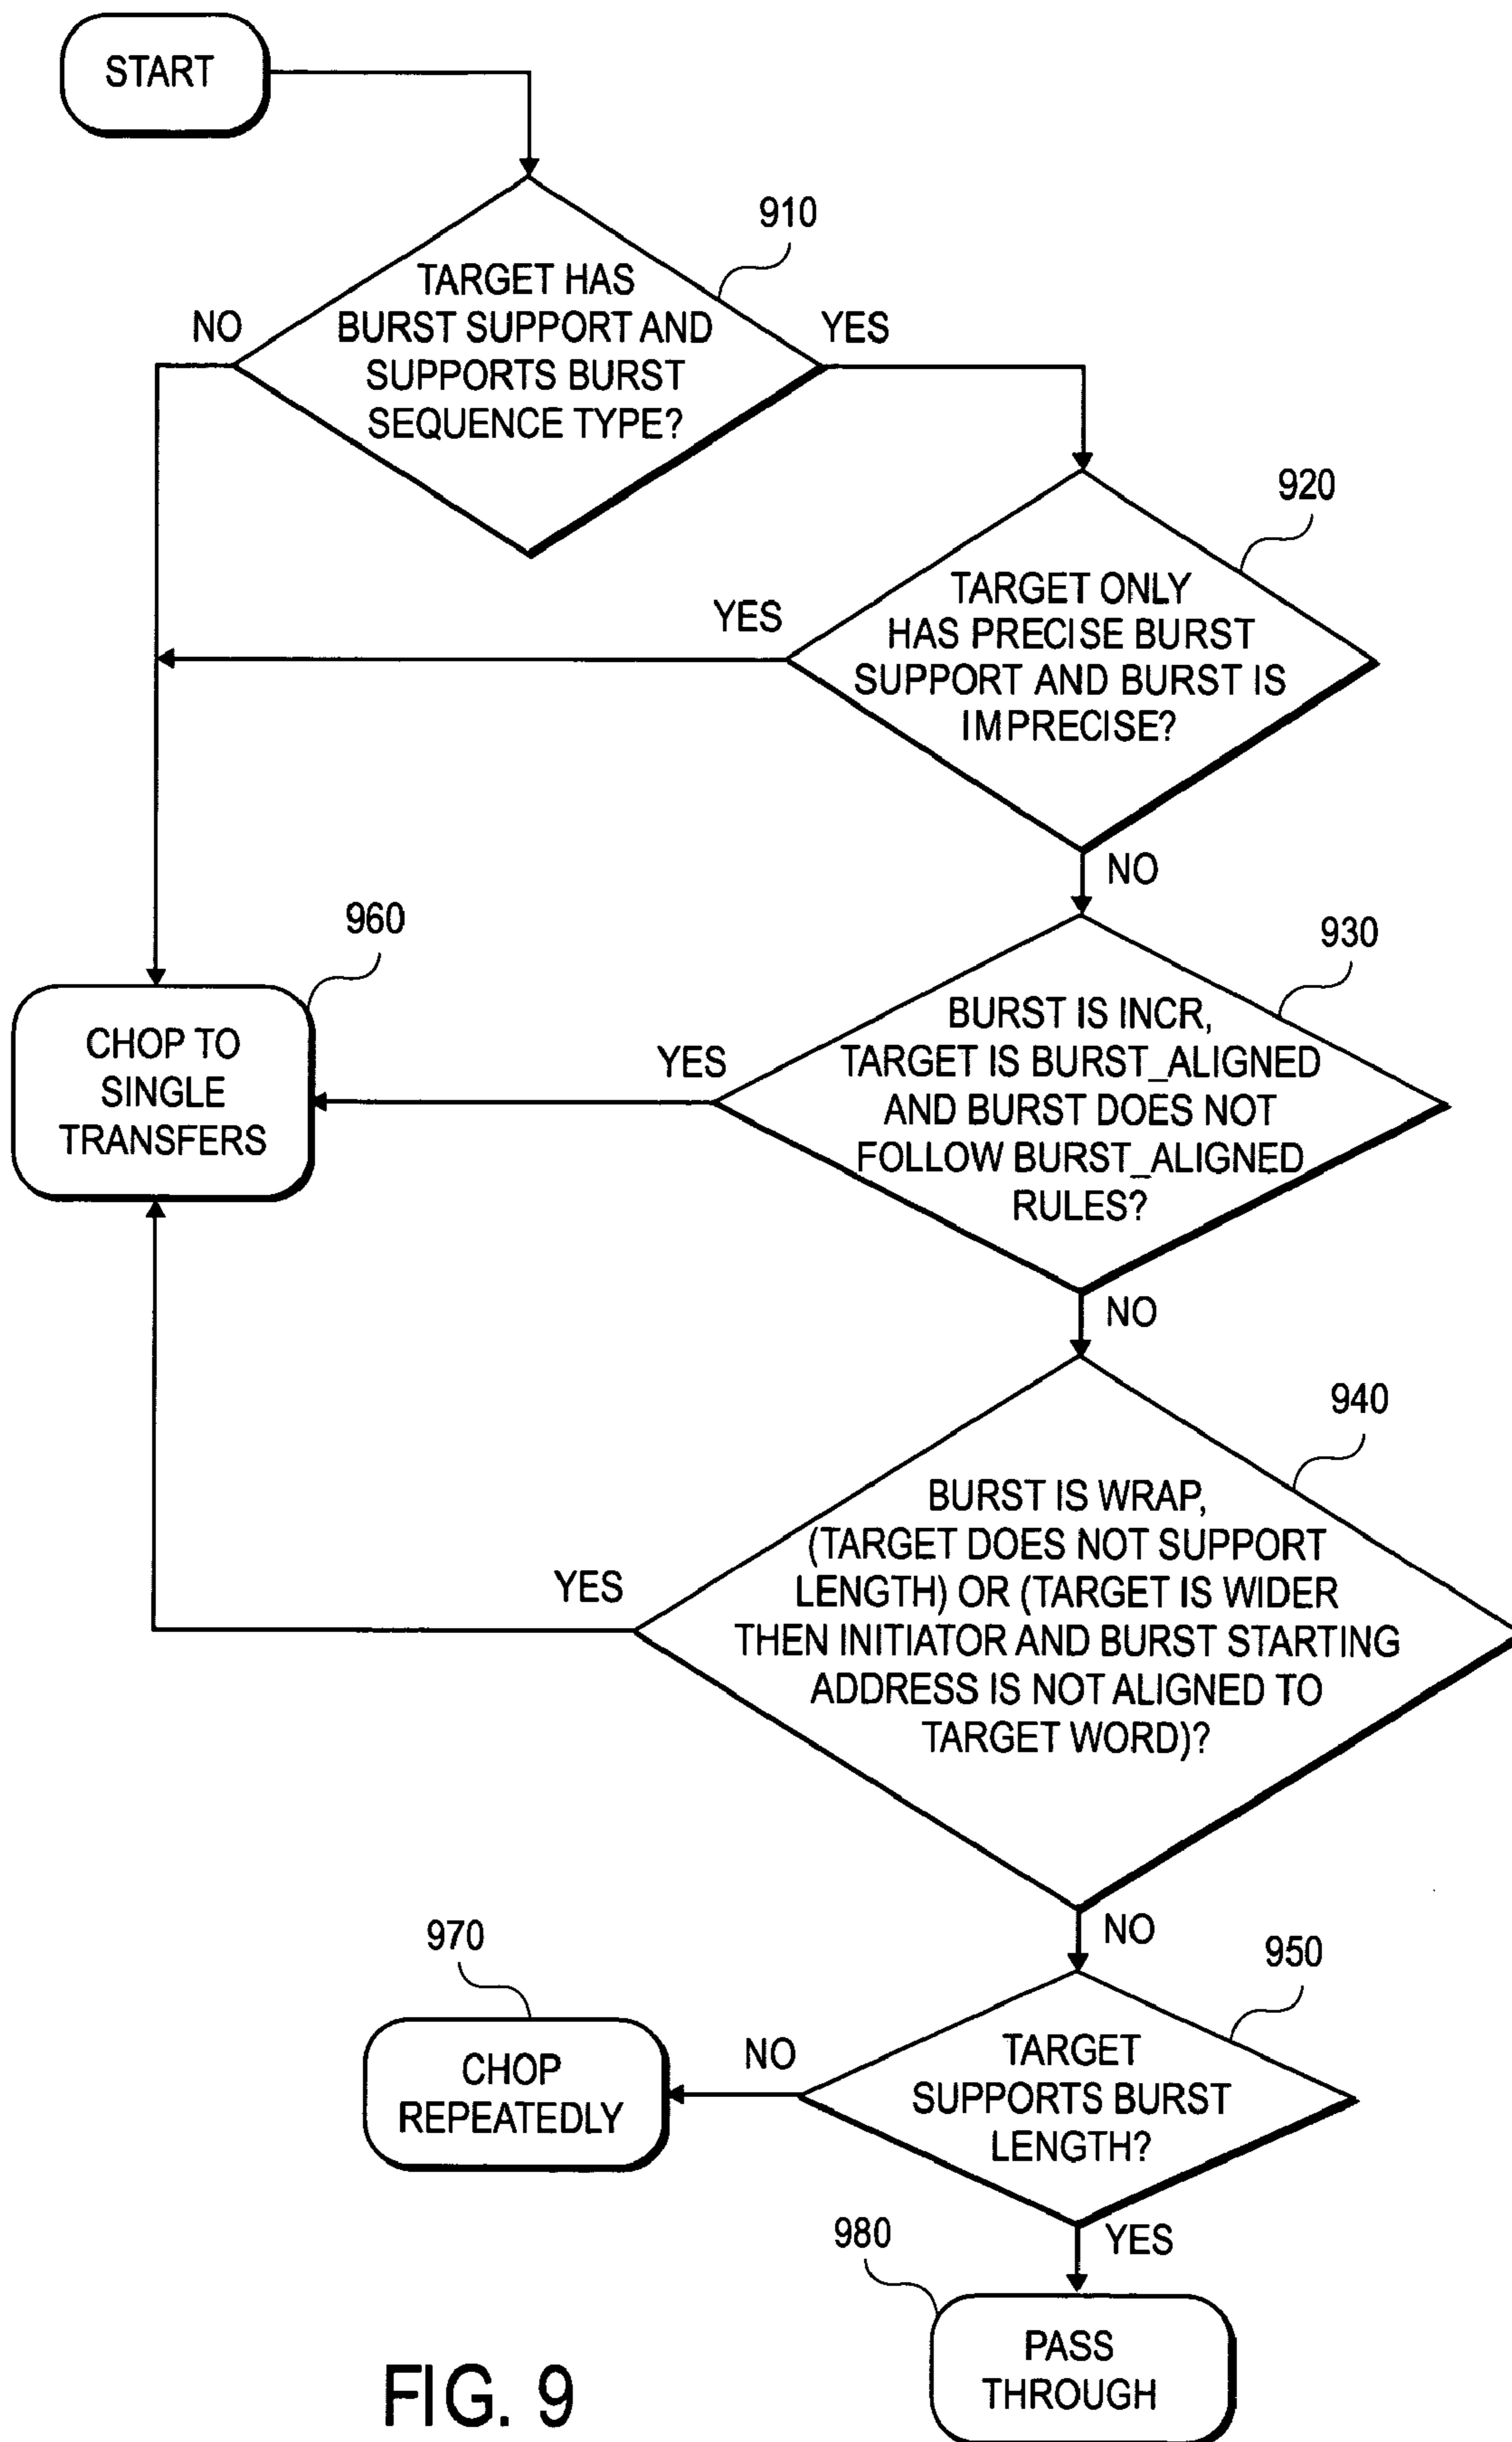 START
910
TARGET HAS
BURST SUPPORT AND
SUPPORTS BURST
SEQUENCE TYPE?
NO
YES
920
TARGET ONLY
HAS PRECISE BURST
SUPPORT AND BURST IS
IMPRECISE?
YES
NO
960
CHOP TO
SINGLE
TRANSFERS
930
BURST IS INCR,
TARGET IS BURST_ALIGNED
AND BURST DOES NOT
FOLLOW BURST_ALIGNED
RULES?
YES
NO
940
BURST IS WRAP,
(TARGET DOES NOT SUPPORT
LENGTH) OR (TARGET IS WIDER
THEN INITIATOR AND BURST STARTING
ADDRESS IS NOT ALIGNED TO
TARGET WORD)?
YES
NO
970
CHOP
REPEATEDLY
950
TARGET
SUPPORTS BURST
LENGTH?
NO
YES
980
PASS
THROUGH
FIG. 9